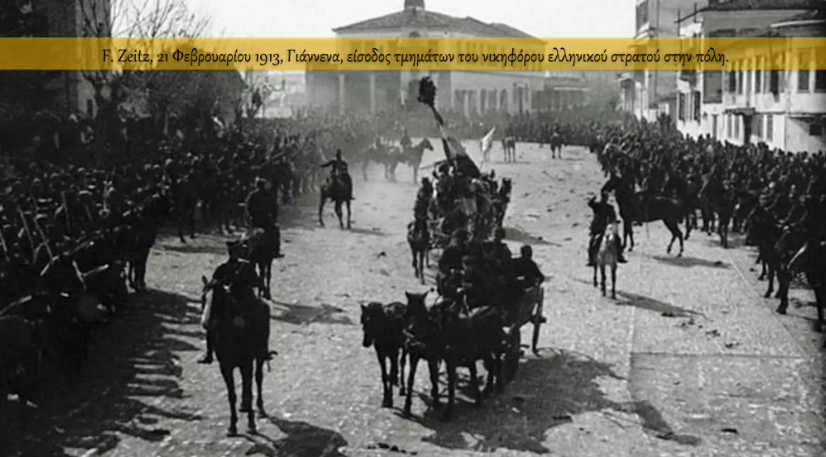 F. Zeitz, 21 Φεβρουαρίου 1913, Γιάννενα, είσοδος τμημάτων του νικηφόρου ελληνικού στρατού στην πόλη.